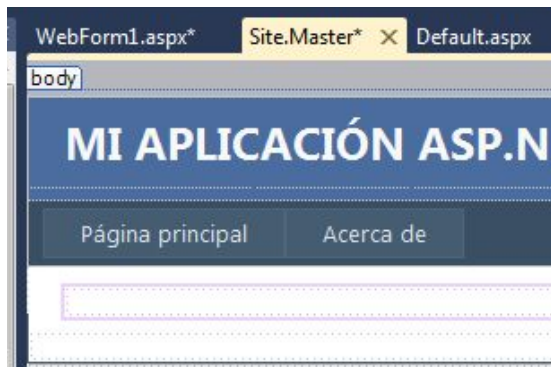 WebForm1.aspx* Site.Master* Default.aspx
body
MI APLICACIÓN ASP.N
Página principal Acerca de